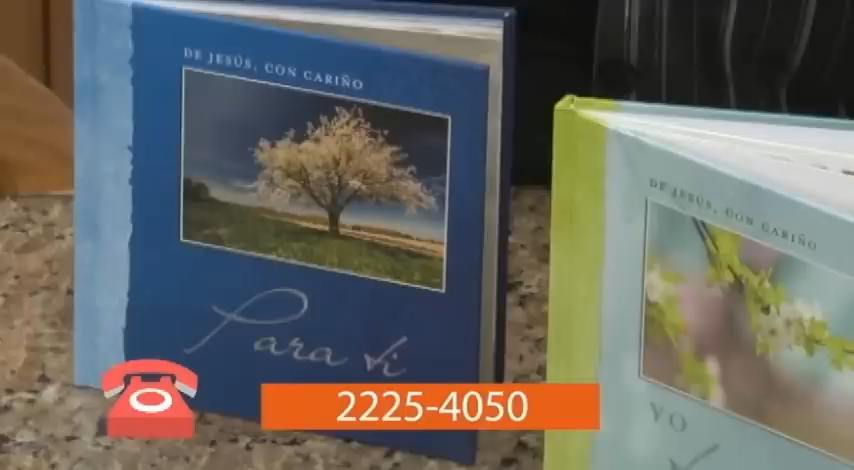 DE JESÚS, CON CARIÑO
Para ti
DE JESÚS, CON CARIÑO
YO
2225-4050